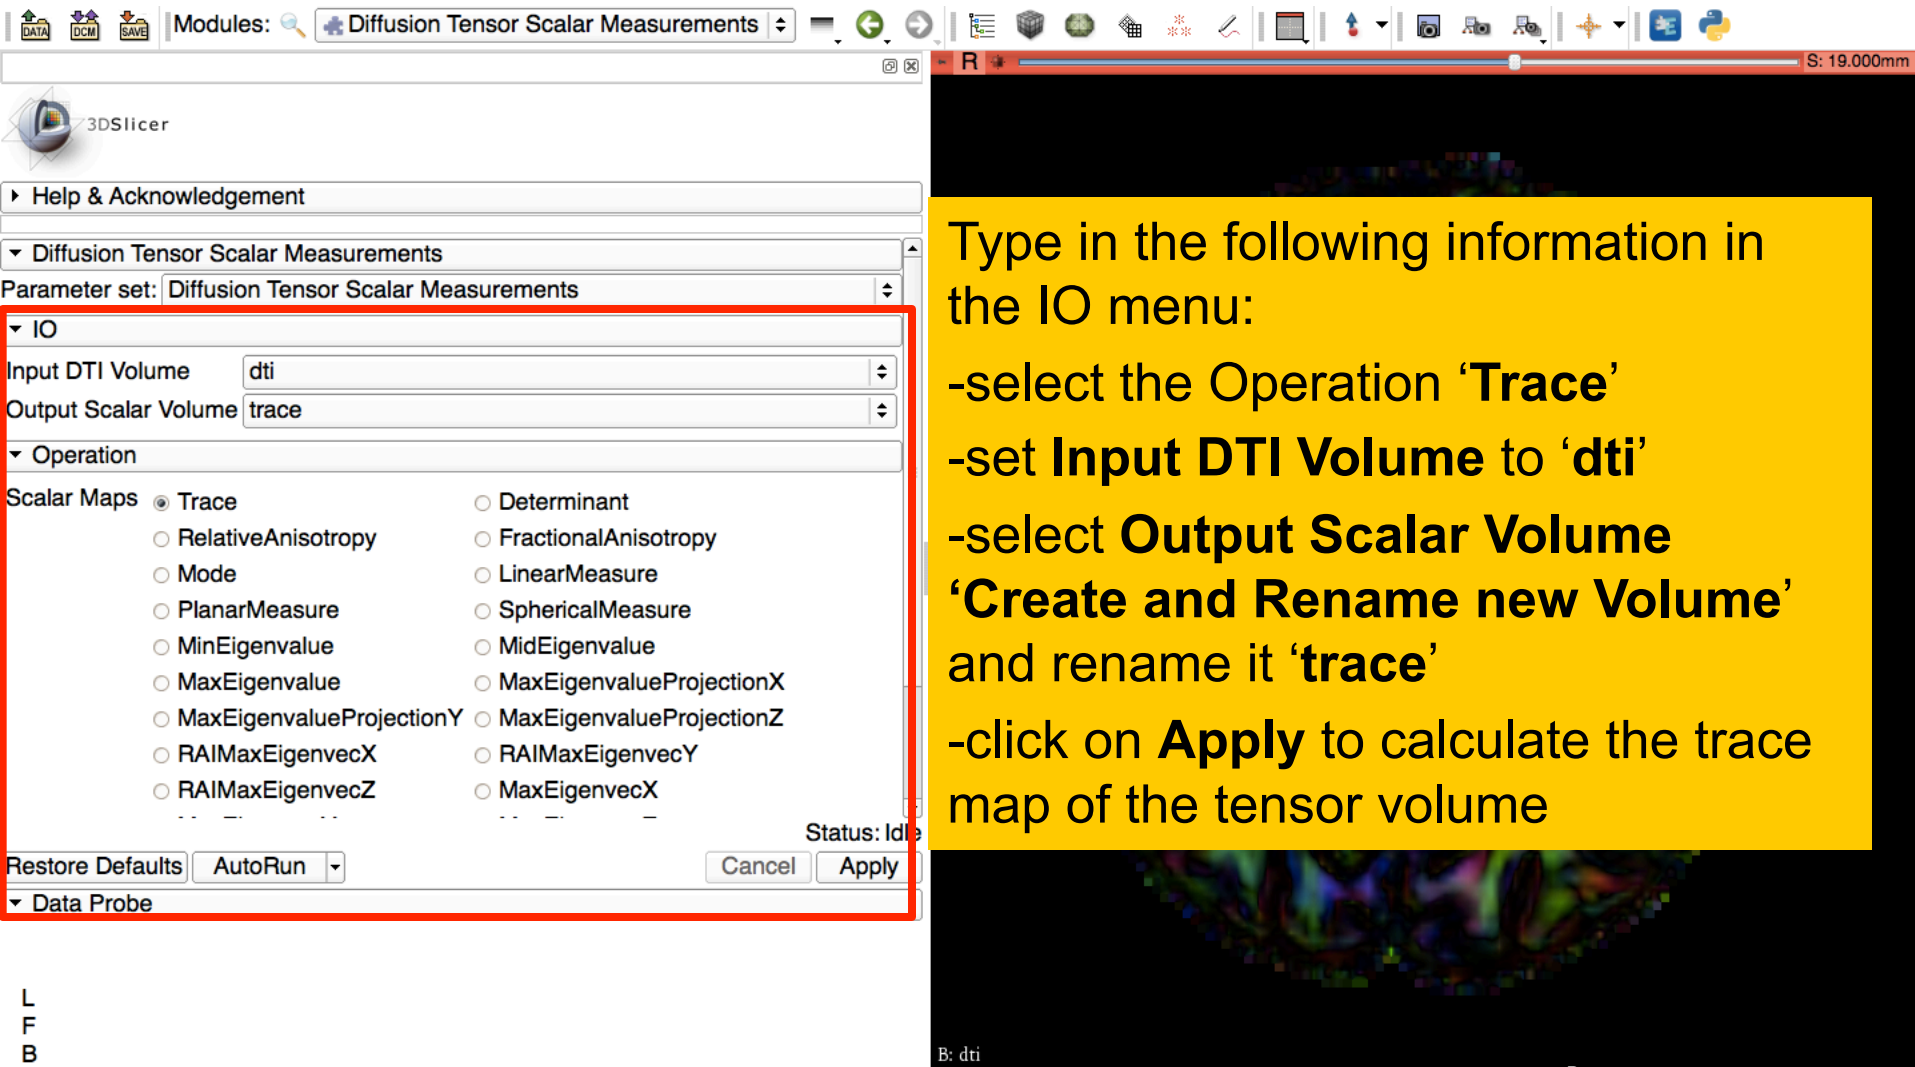 DATA DCM SAVE Modules: Diffusion Tensor Scalar Measurements
R S: 19.000mm
3DSlicer
Help & Acknowledgement
Diffusion Tensor Scalar Measurements
Parameter set: Diffusion Tensor Scalar Measurements
IO
Input DTI Volume dti
Output Scalar Volume trace
Operation
Scalar Maps Trace Determinant
RelativeAnisotropy FractionalAnisotropy
Mode LinearMeasure
PlanarMeasure SphericalMeasure
MinEigenvalue MidEigenvalue
MaxEigenvalue MaxEigenvalueProjectionX
MaxEigenvalueProjectionY MaxEigenvalueProjectionZ
RAIMaxEigenvecX RAIMaxEigenvecY
RAIMaxEigenvecZ MaxEigenvecX
Status: Idle
Restore Defaults AutoRun Cancel Apply
Data Probe
L
F
B
Type in the following information in
the IO menu:
-select the Operation ‘Trace’
-set Input DTI Volume to ‘dti’
-select Output Scalar Volume
‘Create and Rename new Volume’
and rename it ‘trace’
-click on Apply to calculate the trace
map of the tensor volume
B: dti